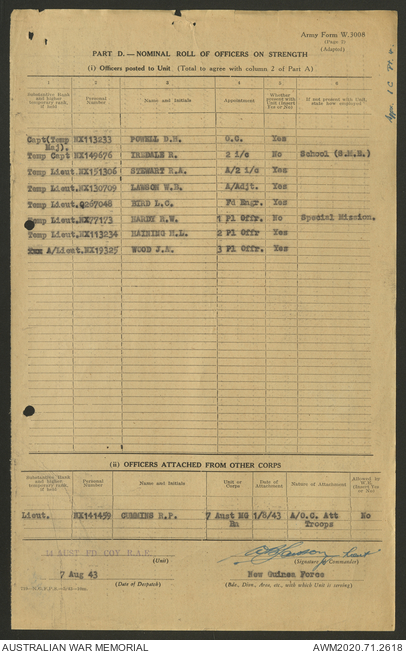 Army Form W.3008
(Page 2)
(Adapted)
PART D.—NOMINAL ROLL OF OFFICERS ON STRENGTH
(i) Officers posted to Unit (Total to agree with column 2 of Part A)
1 2 3 4 5 6
Substantive Rank and higher temporary rank, if held Personal Number Name and Initials Appointment Whether present with Unit (Insert Yes or No) If not present with Unit, state how employed
Capt(Temp Maj). NX113233 POWELL D.H. O.C. Yes
Temp Capt NX149676 IREDALE R. 2 i/c No School (S.M.E.)
Temp Lieut. NX151306 STEWART R.A. A/2 i/c Yes
Temp Lieut. NX130709 LAWSON W.B. A/Adjt. Yes
Temp Lieut. Q267048 BIRD L.C. Fd Engr. Yes
Temp Lieut. NX77173 HARDY R.W. 1 Pl Offr. No Special Mission.
Temp Lieut. NX113234 HAINING M.L. 2 Pl Offr Yes
A/Lieut. NX19325 WOOD J.N. 3 Pl Offr. Yes
(ii) OFFICERS ATTACHED FROM OTHER CORPS
Substantive Rank and higher temporary rank, if held Personal Number Name and Initials Unit or Corps Date of Attachment Nature of Attachment Allowed by W.E. (Insert Yes or No)
Lieut. NX141459 CUMMINS R.P. 7 Aust MG Bn 1/8/43 A/O.C. Att Troops No
14 AUST FD COY R.A.E.
(Unit)
Lieut
(Signature of Commander)
7 Aug 43
(Date of Despatch)
New Guinea Force
(Bde., Divn., Area, etc., with which Unit is serving)
AUSTRALIAN WAR MEMORIAL
AWM2020.71.2618